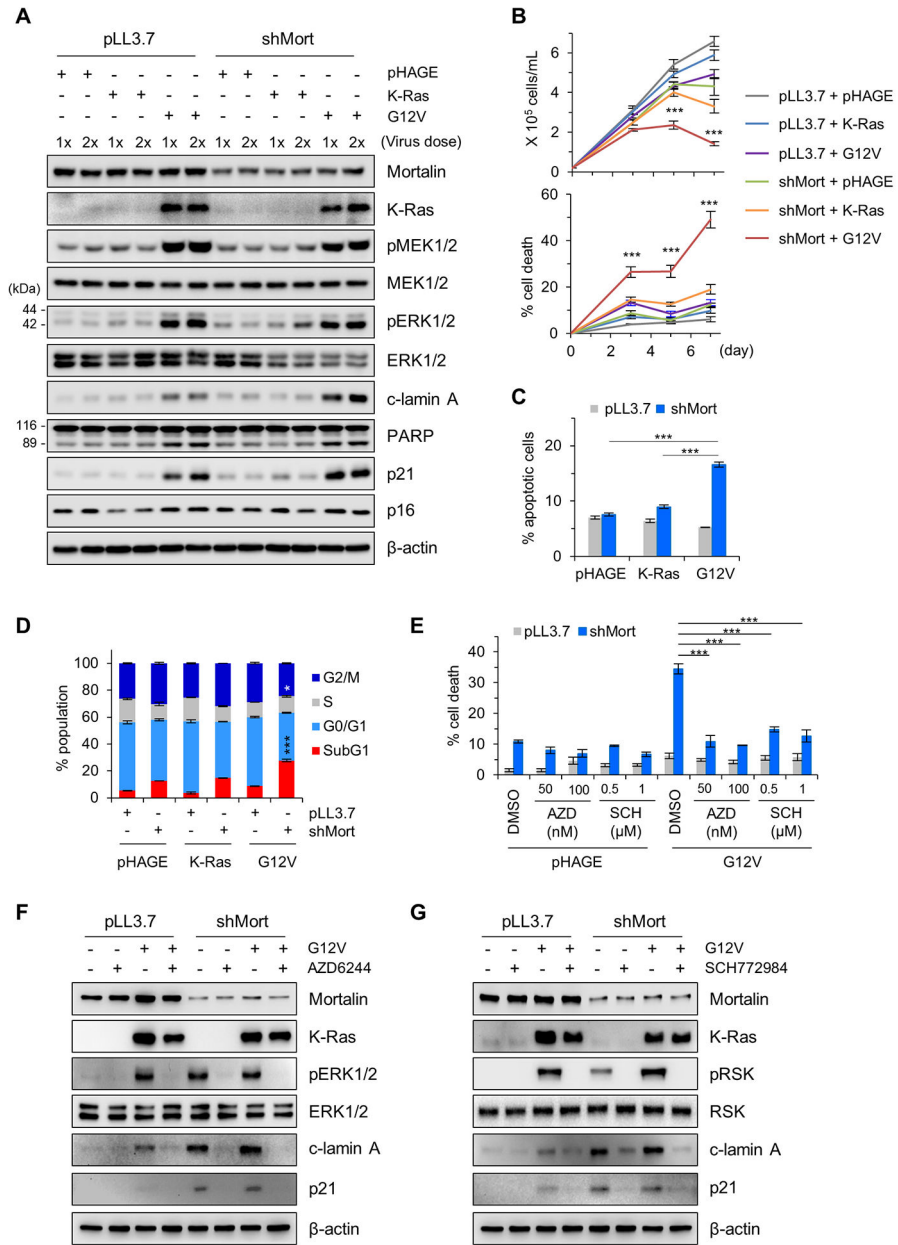 A
pLL3.7 shMort
+ + - - - - + + - - - - pHAGE
- - + + - - - - + + - - K-Ras
- - - - + + - - - - + + G12V
1x 2x 1x 2x 1x 2x 1x 2x 1x 2x 1x 2x (Virus dose)
Mortalin
K-Ras
pMEK1/2
MEK1/2
(kDa)
44 -
42 -
pERK1/2
ERK1/2
c-lamin A
116 -
89 -
PARP
p21
p16
β-actin
B
X 10⁵ cells/mL
6
4
2
0
***
***
% cell death
60
40
20
0
*** *** ***
0 2 4 6 (day)
pLL3.7 + pHAGE
pLL3.7 + K-Ras
pLL3.7 + G12V
shMort + pHAGE
shMort + K-Ras
shMort + G12V
C
pLL3.7 shMort
% apoptotic cells
20
15
10
5
0
***
***
pHAGE K-Ras G12V
D
% population
100
80
60
40
20
0
*
***
G2/M
S
G0/G1
SubG1
+ - + - + - pLL3.7
- + - + - + shMort
pHAGE K-Ras G12V
E
pLL3.7 shMort
% cell death
40
30
20
10
0
***
***
***
***
DMSO 50 100 0.5 1 DMSO 50 100 0.5 1
AZD SCH AZD SCH
(nM) (μM) (nM) (μM)
pHAGE G12V
F
pLL3.7 shMort
- - + + - - + + G12V
- + - + - + - + AZD6244
Mortalin
K-Ras
pERK1/2
ERK1/2
c-lamin A
p21
β-actin
G
pLL3.7 shMort
- - + + - - + + G12V
- + - + - + - + SCH772984
Mortalin
K-Ras
pRSK
RSK
c-lamin A
p21
β-actin